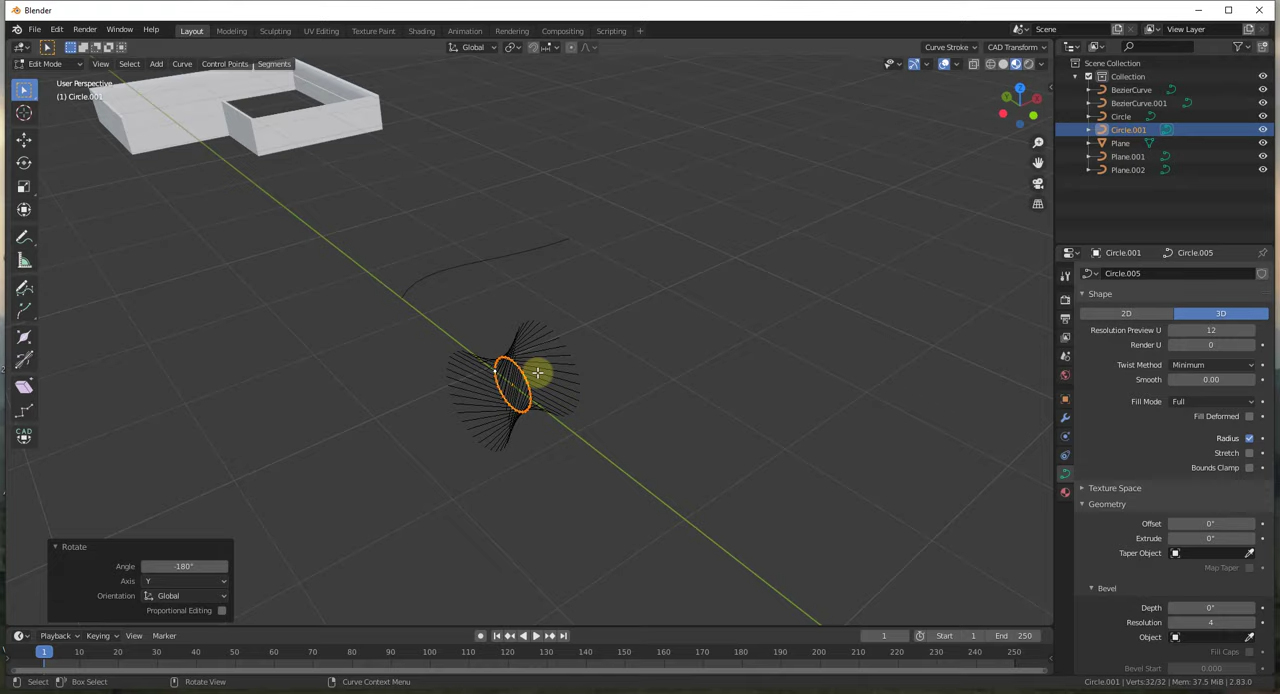 Blender
File Edit Render Window Help Layout Modeling Sculpting UV Editing Texture Paint Shading Animation Rendering Compositing Scripting + Scene View Layer
Global Curve Stroke CAD Transform
Edit Mode View Select Add Curve Control Points Segments
User Perspective
(1) Circle.001
CAD
Rotate
Angle -180°
Axis Y
Orientation Global
Proportional Editing
Scene Collection
Collection
BezierCurve
BezierCurve.001
Circle
Circle.001
Plane
Plane.001
Plane.002
Circle.001 Circle.005
Circle.005
Shape
2D 3D
Resolution Preview U 12
Render U 0
Twist Method Minimum
Smooth 0.00
Fill Mode Full
Fill Deformed
Radius
Stretch
Bounds Clamp
Texture Space
Geometry
Offset 0"
Extrude 0"
Taper Object
Map Taper
Bevel
Depth 0"
Resolution 4
Object
Fill Caps
Bevel Start 0.000
Playback Keying View Marker 1 Start 1 End 250
1 10 20 30 40 50 60 70 80 90 100 110 120 130 140 150 160 170 180 190 200 210 220 230 240 250
Select Box Select Rotate View Curve Context Menu Circle.001 | Verts:32/32 | Mem: 37.5 MiB | 2.83.0